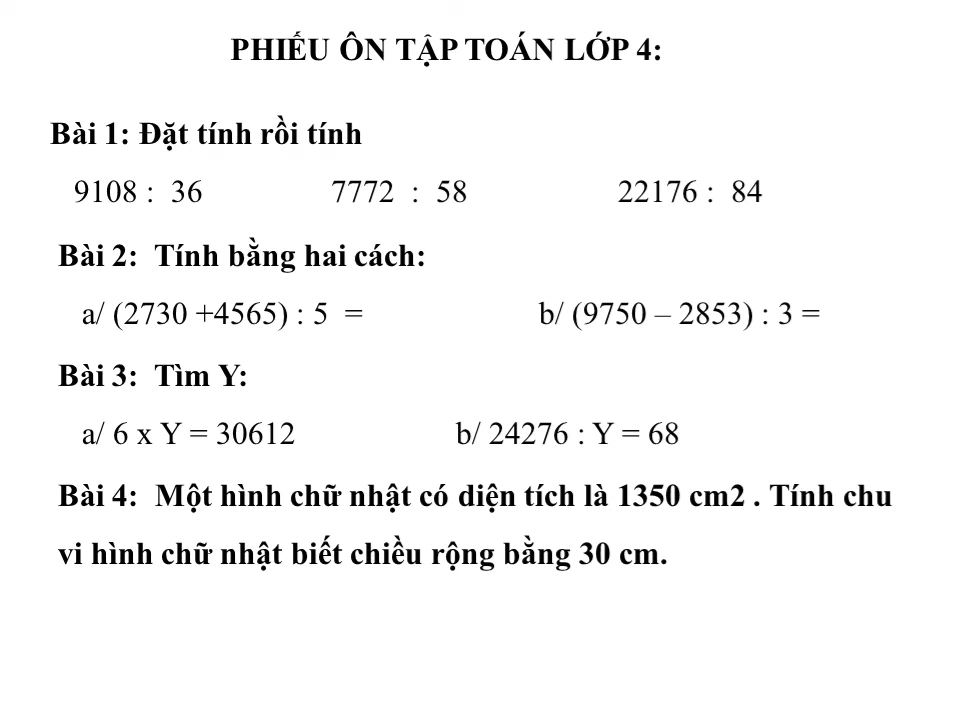 PHIẾU ÔN TẬP TOÁN LỚP 4:
Bài 1: Đặt tính rồi tính
9108 : 36 7772 : 58 22176 : 84
Bài 2: Tính bằng hai cách:
a/ (2730 +4565) : 5 = b/ (9750 – 2853) : 3 =
Bài 3: Tìm Y:
a/ 6 x Y = 30612 b/ 24276 : Y = 68
Bài 4: Một hình chữ nhật có diện tích là 1350 cm2 . Tính chu
vi hình chữ nhật biết chiều rộng bằng 30 cm.